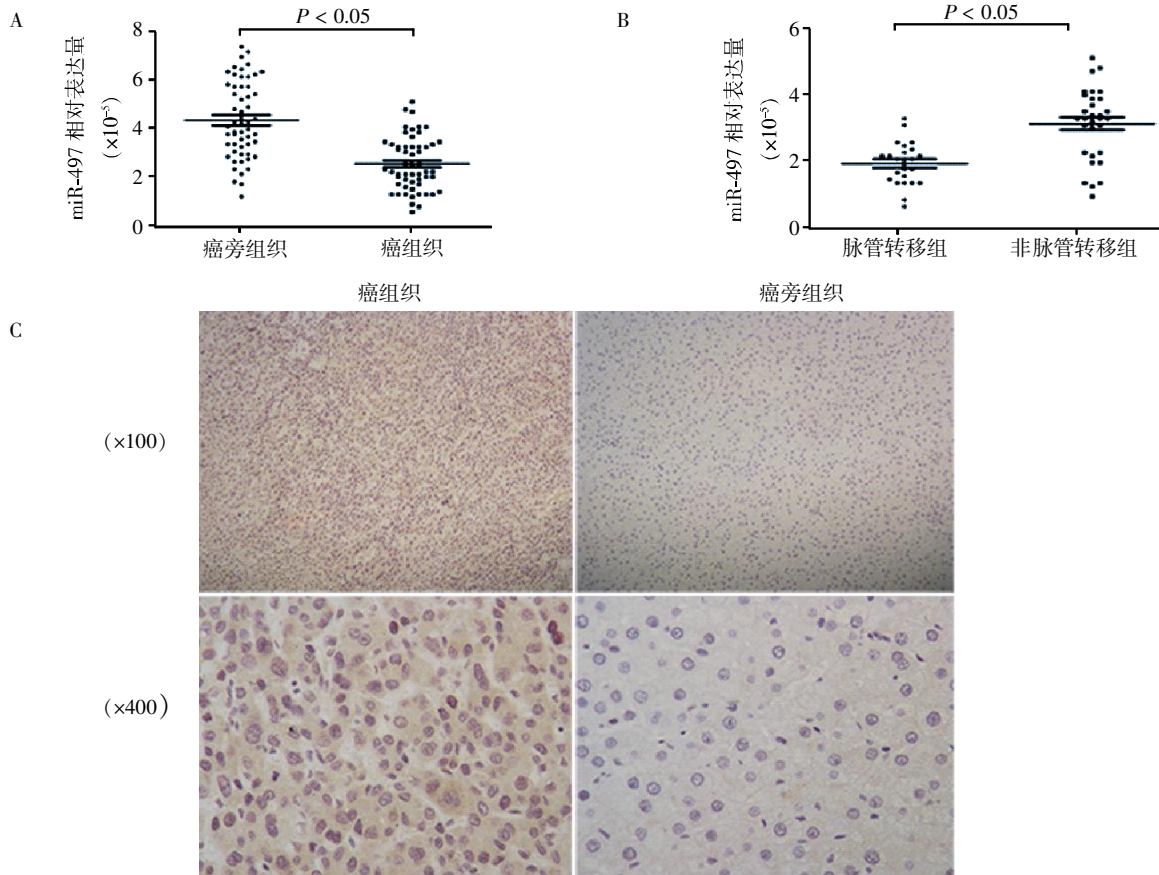 A
P < 0.05
miR-497 相对表达量
(×10⁻⁵)
8
6
4
2
0
癌旁组织
癌组织
B
P < 0.05
miR-497 相对表达量
(×10⁻⁵)
6
4
2
0
脉管转移组
非脉管转移组
C
癌组织
癌旁组织
(×100)
(×400)